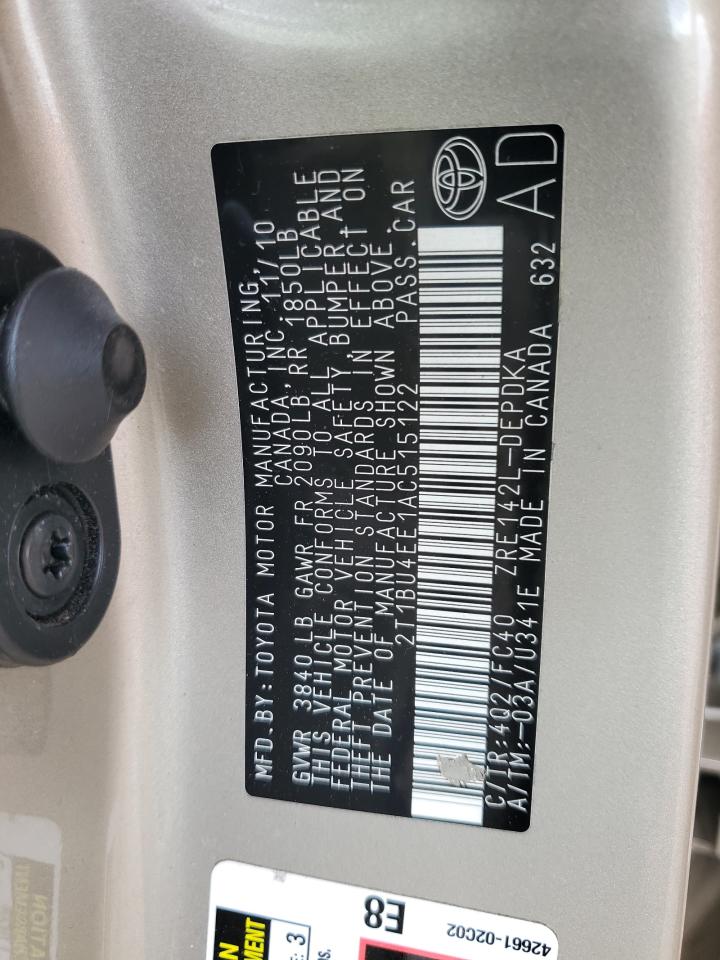 MFD.BY:TOYOTA MOTOR MANUFACTURING,
CANADA, INC. 11/10
GVWR 3840 LB GAWR FR 2090LB, RR 1850LB
THIS VEHICLE CONFORMS TO ALL APPLICABLE
FEDERAL MOTOR VEHICLE SAFETY, BUMPER, AND
THEFT PREVENTION STANDARDS IN EFFECT ON
THE DATE OF MANUFACTURE SHOWN ABOVE.
2T1BU4EE1AC515122 PASS.CAR
C/TR:4Q2/FC40 ZRE142L-DEPDKA
A/TM:-03A/U341E MADE IN CANADA 632
AD
E8
42661-02C02
3